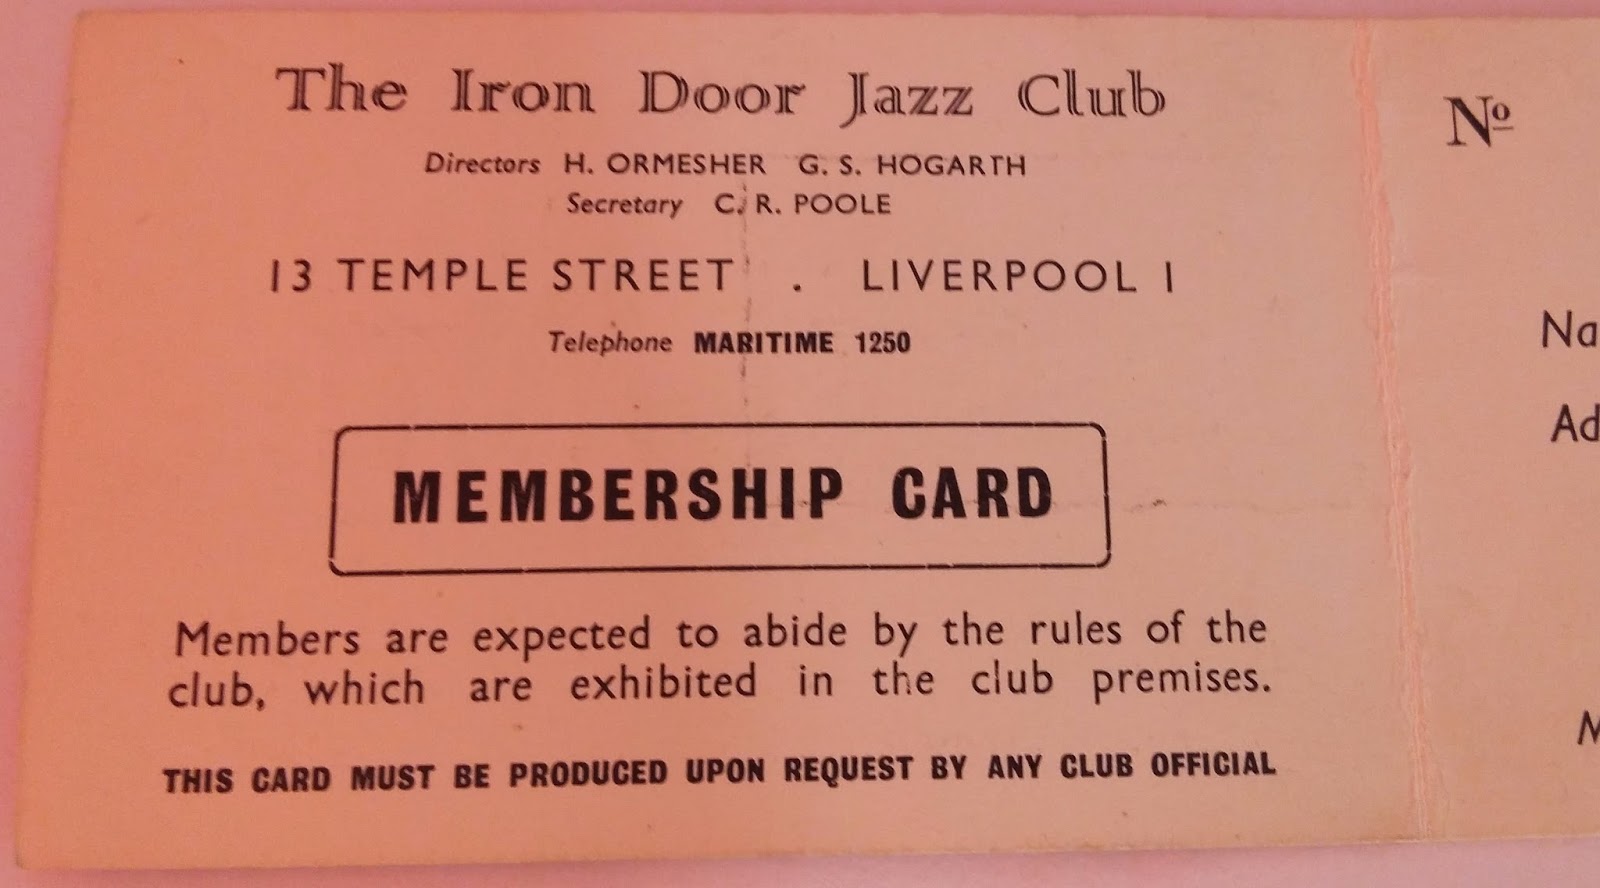 The Iron Door Jazz Club
Directors H. ORMESHER G. S. HOGARTH
Secretary C. R. POOLE
13 TEMPLE STREET . LIVERPOOL 1
Telephone MARITIME 1250
MEMBERSHIP CARD
Members are expected to abide by the rules of the
club, which are exhibited in the club premises.
THIS CARD MUST BE PRODUCED UPON REQUEST BY ANY CLUB OFFICIAL
Nº
Na
Ad
M